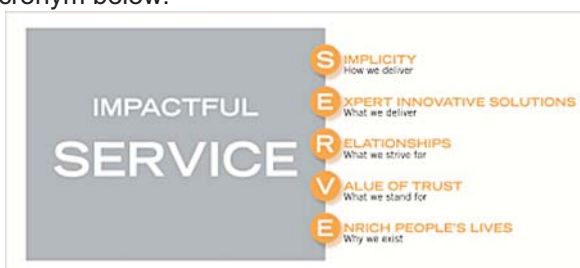 cronym below:
IMPACTFUL
SERVICE
SIMPLICITY
How we deliver
EXPERT INNOVATIVE SOLUTIONS
What we deliver
RELATIONSHIPS
What we strive for
VALUE OF TRUST
What we stand for
ENRICH PEOPLE'S LIVES
Why we exist